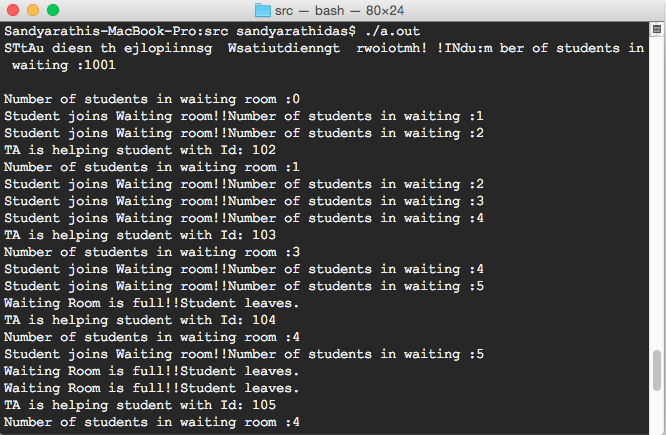 src — bash — 80×24
Sandyarathis-MacBook-Pro:src sandyarathidas$ ./a.out
STtAu diesn th ejlopiinnsg  Wsatiutdienngt  rwoiotmh! !INdu:m ber of students in
 waiting :1001

Number of students in waiting room :0
Student joins Waiting room!!Number of students in waiting :1
Student joins Waiting room!!Number of students in waiting :2
TA is helping student with Id: 102
Number of students in waiting room :1
Student joins Waiting room!!Number of students in waiting :2
Student joins Waiting room!!Number of students in waiting :3
Student joins Waiting room!!Number of students in waiting :4
TA is helping student with Id: 103
Number of students in waiting room :3
Student joins Waiting room!!Number of students in waiting :4
Student joins Waiting room!!Number of students in waiting :5
Waiting Room is full!!Student leaves.
TA is helping student with Id: 104
Number of students in waiting room :4
Student joins Waiting room!!Number of students in waiting :5
Waiting Room is full!!Student leaves.
Waiting Room is full!!Student leaves.
TA is helping student with Id: 105
Number of students in waiting room :4